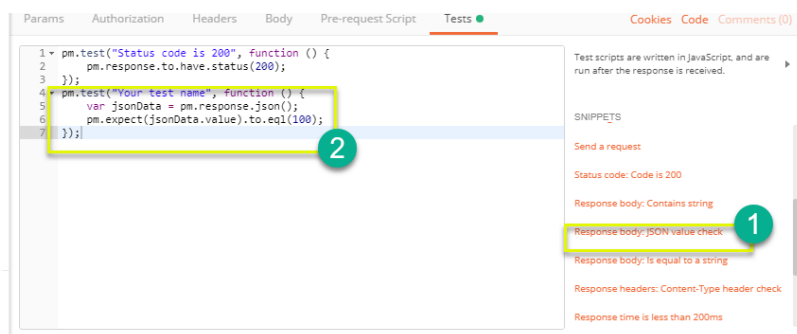 Params Authorization Headers Body Pre-request Script Tests Cookies Code Comments (0)
1 pm.test("Status code is 200", function () {
2 pm.response.to.have.status(200);
3 });
4 pm.test("Your test name", function () {
5 var jsonData = pm.response.json();
6 pm.expect(jsonData.value).to.eql(100);
7 });
2
Test scripts are written in JavaScript, and are
run after the response is received.
SNIPPETS
Send a request
Status code: Code is 200
Response body: Contains string
1
Response body: JSON value check
Response body: Is equal to a string
Response headers: Content-Type header check
Response time is less than 200ms